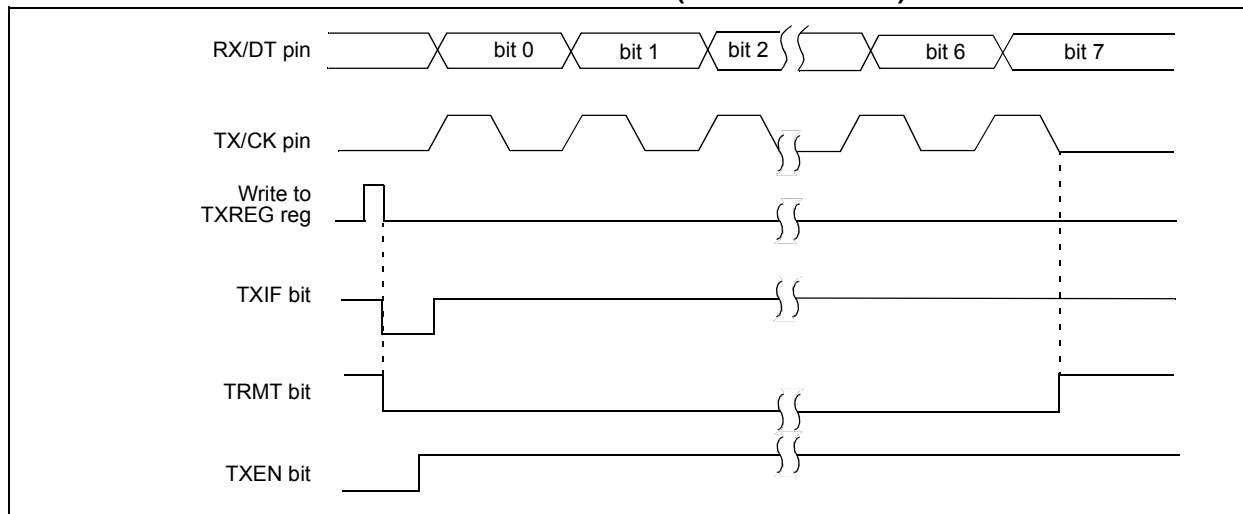 RX/DT pin
bit 0
bit 1
bit 2
bit 6
bit 7
TX/CK pin
Write to
TXREG reg
TXIF bit
TRMT bit
TXEN bit